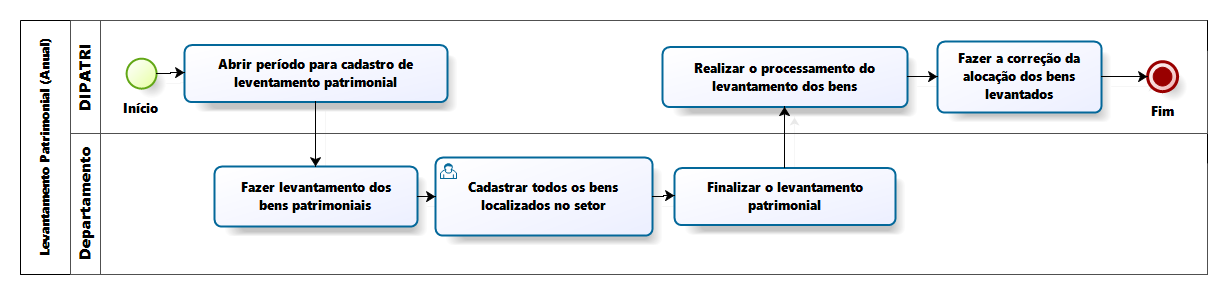 Levantamento Patrimonial (Anual)
DIPATRI
Início
Abrir período para cadastro de
leventamento patrimonial
Realizar o processamento do
levantamento dos bens
Fazer a correção da
alocação dos bens
levantados
Fim
Departamento
Fazer levantamento dos
bens patrimoniais
Cadastrar todos os bens
localizados no setor
Finalizar o levantamento
patrimonial